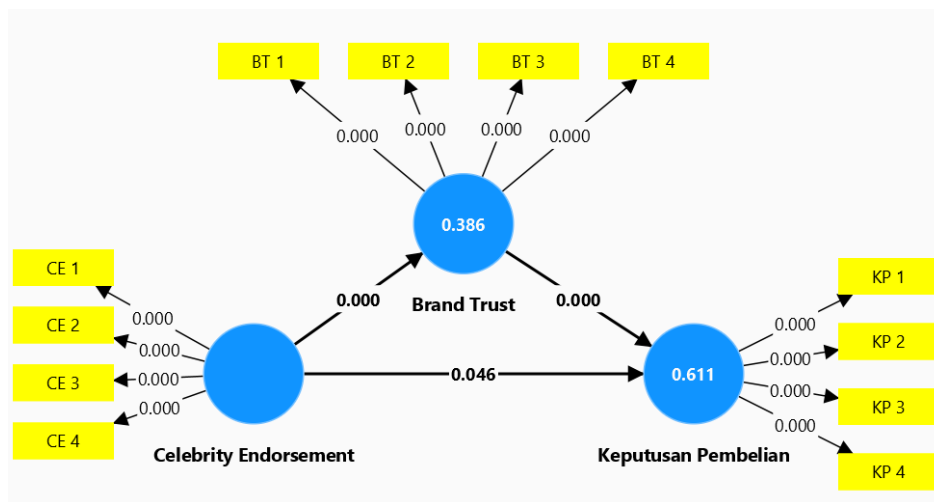 BT 1
BT 2
BT 3
BT 4
0.000
0.000
0.000
0.000
0.386
Brand Trust
CE 1
CE 2
CE 3
CE 4
0.000
0.000
0.000
0.000
0.000
0.000
0.046
Celebrity Endorsement
0.611
Keputusan Pembelian
0.000
0.000
0.000
0.000
KP 1
KP 2
KP 3
KP 4